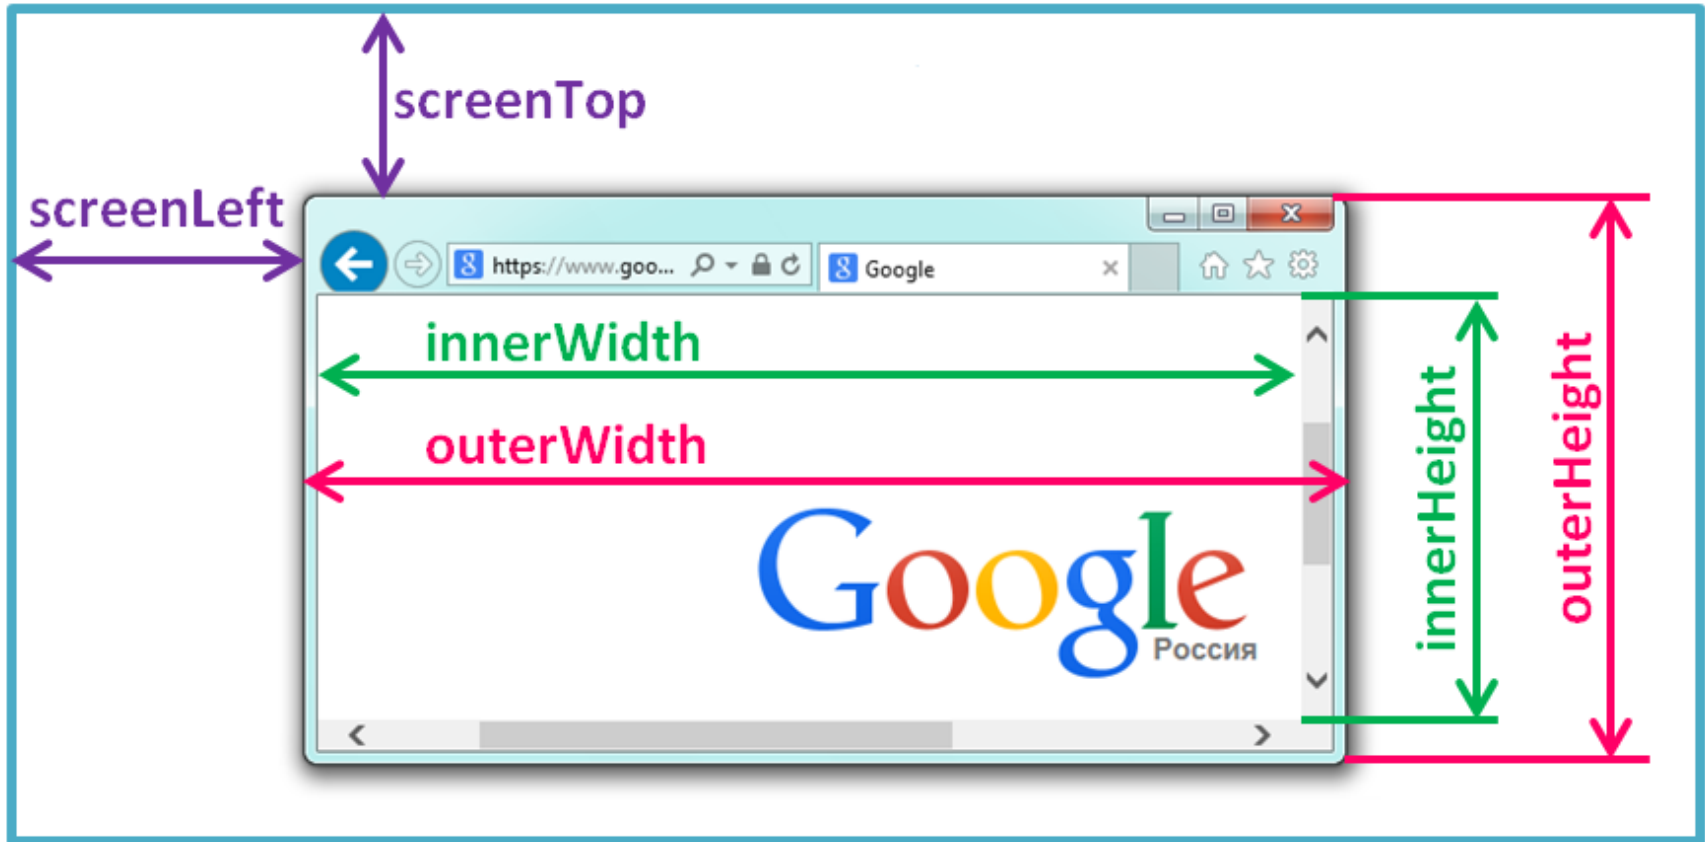 screenTop
screenLeft
https://www.goo...
Google
innerWidth
outerWidth
Google
Россия
innerHeight
outerHeight